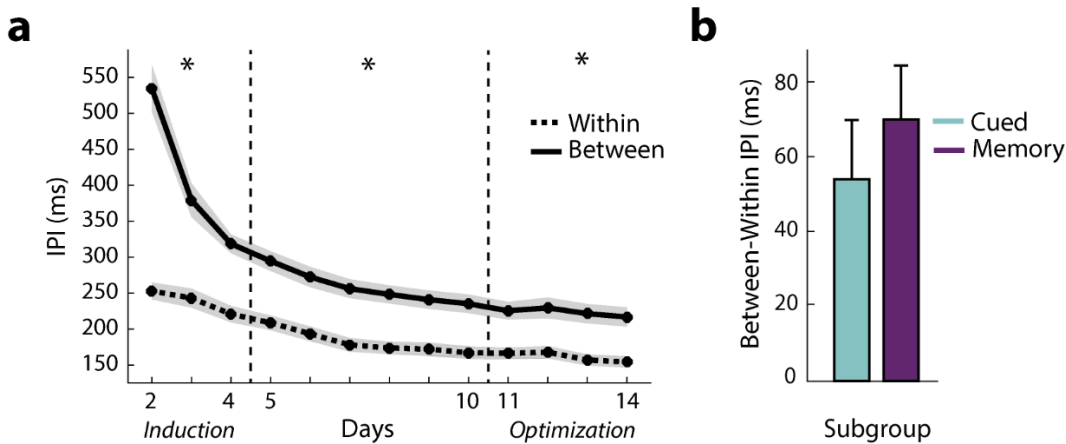 a
IPI (ms)
550
500
450
400
350
300
250
200
150
* * *
Within
Between
2 4 5 10 11 14
Induction Days Optimization
b
Between-Within IPI (ms)
80
60
40
20
0
Cued
Memory
Subgroup